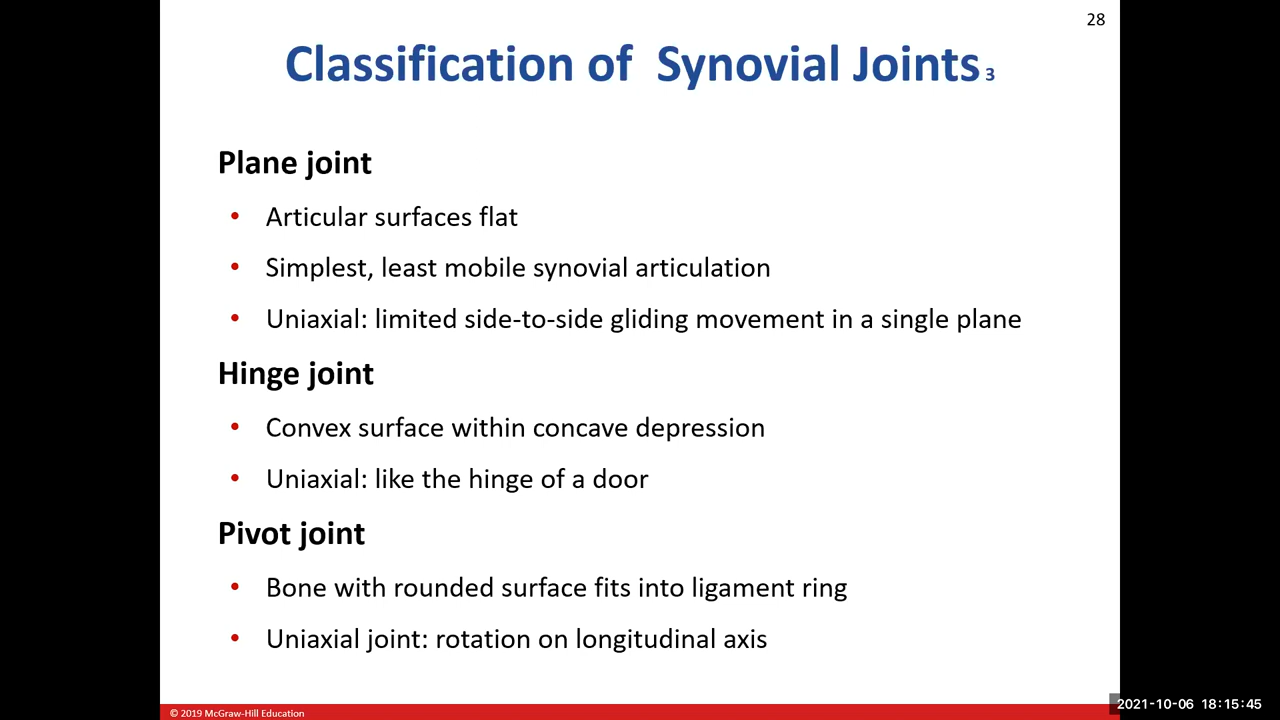 28
Classification of Synovial Joints 3
Plane joint
• Articular surfaces flat
• Simplest, least mobile synovial articulation
• Uniaxial: limited side-to-side gliding movement in a single plane
Hinge joint
• Convex surface within concave depression
• Uniaxial: like the hinge of a door
Pivot joint
• Bone with rounded surface fits into ligament ring
• Uniaxial joint: rotation on longitudinal axis
© 2019 McGraw-Hill Education
2021-10-06 18:15:45